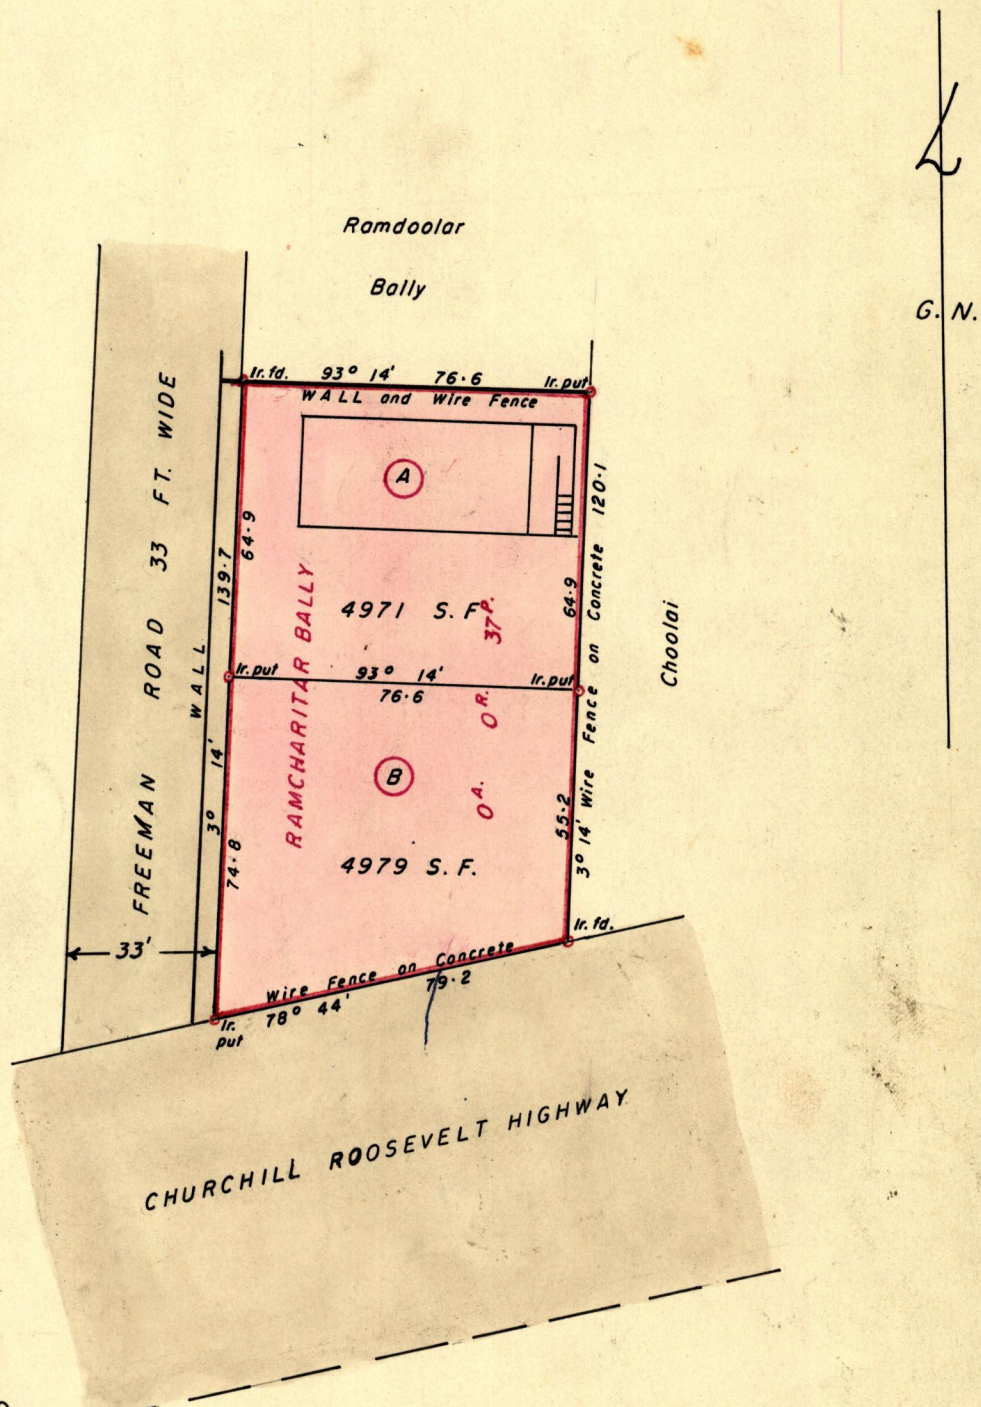 G. N.
Ramdoolar
Bally
Ir. fd. 93° 14' 76·6 Ir. put
WALL and Wire Fence
A
64·9
139·7
4971 S. F.
64·9
Wire Fence on Concrete 120·1
3° 14'
Choolai
FREEMAN ROAD 33 FT. WIDE
WALL
3° 14'
RAMCHARITAR BALLY
0A. 0R. 37P.
Ir. put 93° 14' Ir. put
76·6
B
74·8
55·2
4979 S. F.
33'
Ir. fd.
Wire Fence on Concrete
78° 44' 79·2
Ir.
put
CHURCHILL ROOSEVELT HIGHWAY